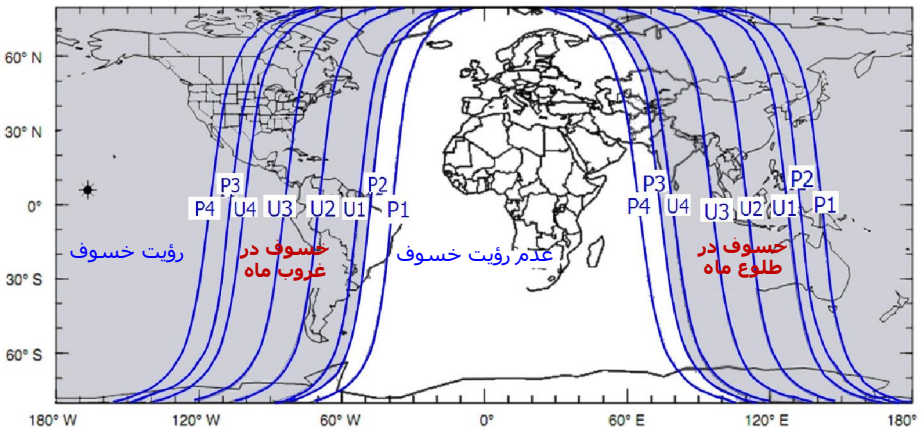 60° N
30° N
0°
30° S
60° S
P4 P3 U4 U3 U2 U1 P2 P1
P4 P3 U4 U3 U2 U1 P2 P1
رؤیت خسوف
خسوف در
غروب ماه
عدم رؤیت خسوف
خسوف در
طلوع ماه
180° W 120° W 60° W 0° 60° E 120° E 180° E